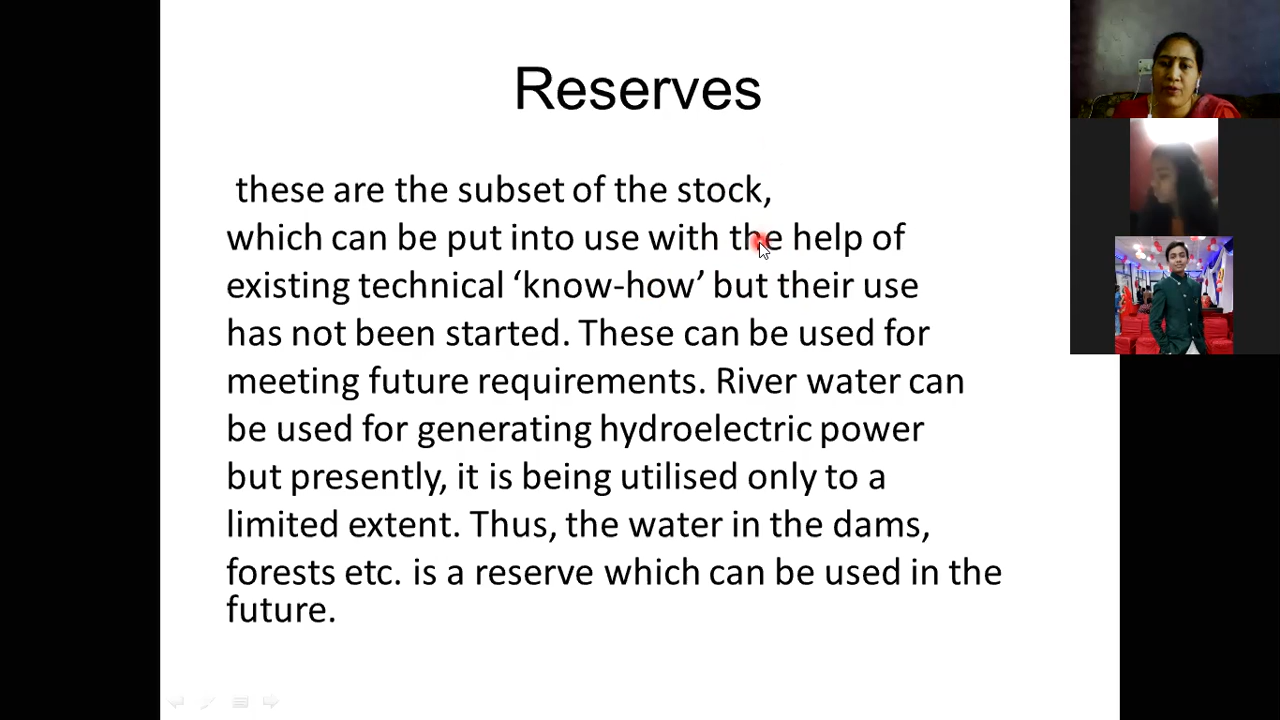 Reserves
these are the subset of the stock,
which can be put into use with the help of
existing technical ‘know-how’ but their use
has not been started. These can be used for
meeting future requirements. River water can
be used for generating hydroelectric power
but presently, it is being utilised only to a
limited extent. Thus, the water in the dams,
forests etc. is a reserve which can be used in the
future.